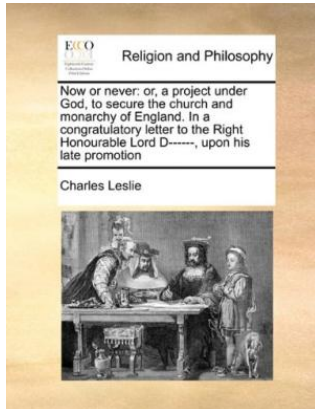 ECCO
Religion and Philosophy
Now or never: or, a project under
God, to secure the church and
monarchy of England. In a
congratulatory letter to the Right
Honourable Lord D------, upon his
late promotion
Charles Leslie